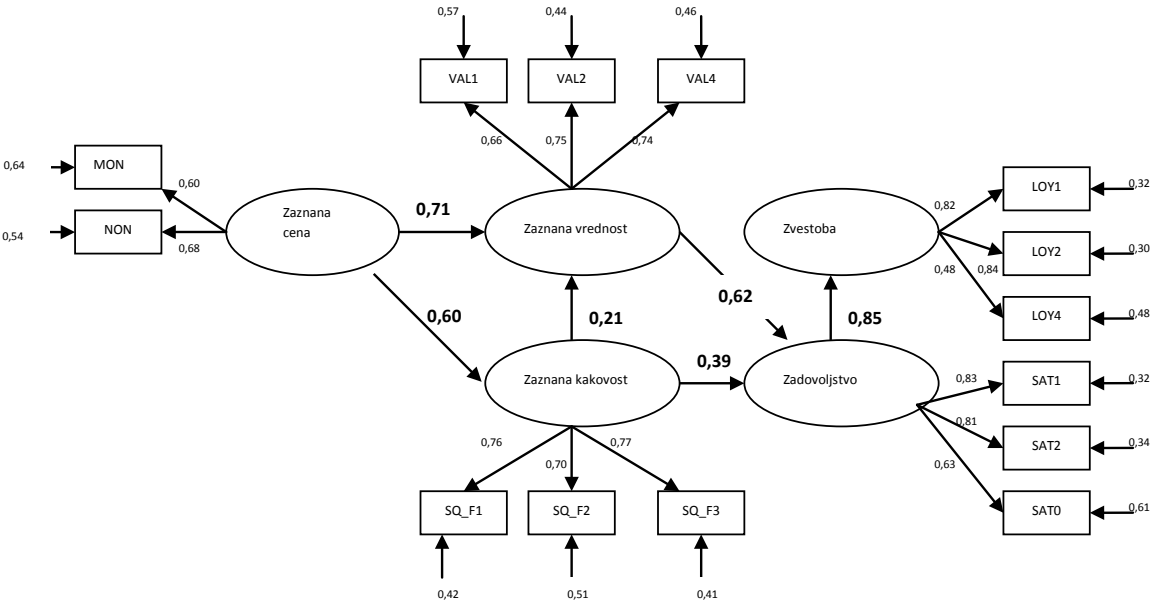 0,57
0,44
0,46
VAL1
VAL2
VAL4
0,66
0,75
0,74
0,64
MON
0,60
0,54
NON
0,68
Zaznana
cena
0,71
Zaznana vrednost
Zvestoba
0,82
LOY1
0,32
0,84
LOY2
0,30
0,48
LOY4
0,48
0,60
0,21
0,62
0,85
Zaznana kakovost
0,39
Zadovoljstvo
0,83
SAT1
0,32
0,81
SAT2
0,34
0,63
SAT0
0,61
0,76
0,70
0,77
SQ_F1
SQ_F2
SQ_F3
0,42
0,51
0,41